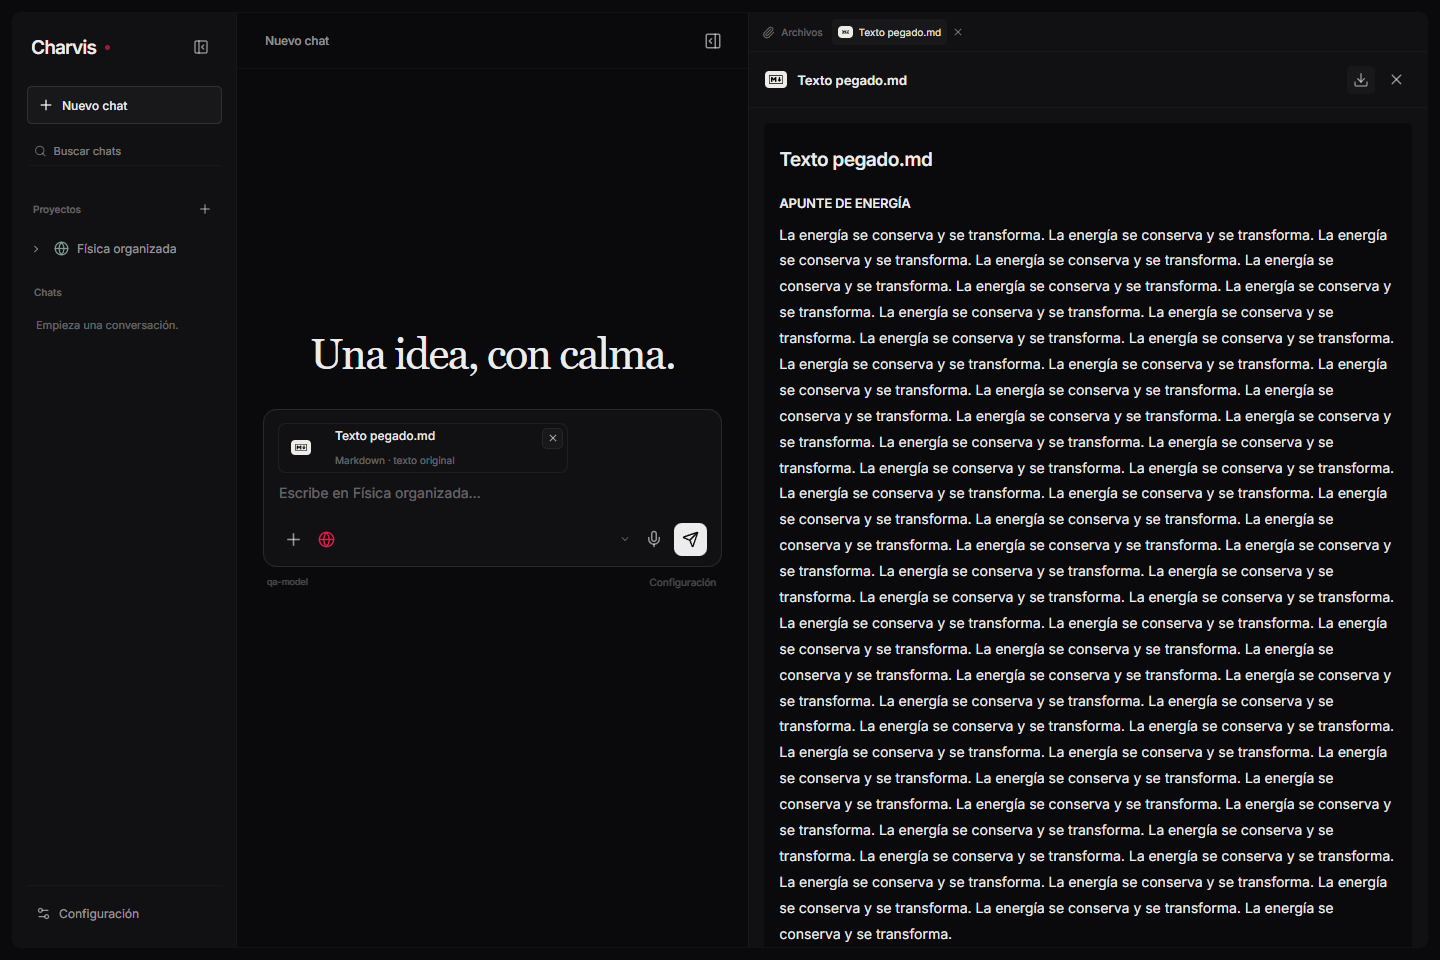 Charvis
Nuevo chat
Buscar chats
Proyectos
Física organizada
Chats
Empieza una conversación.
Configuración
Nuevo chat
Una idea, con calma.
Texto pegado.md
Markdown · texto original
Escribe en Física organizada...
qa-model
Configuración
Archivos
Texto pegado.md
Texto pegado.md
Texto pegado.md
APUNTE DE ENERGÍA
La energía se conserva y se transforma. La energía se conserva y se transforma. La energía
se conserva y se transforma. La energía se conserva y se transforma. La energía se
conserva y se transforma. La energía se conserva y se transforma. La energía se conserva y
se transforma. La energía se conserva y se transforma. La energía se conserva y se
transforma. La energía se conserva y se transforma. La energía se conserva y se transforma.
La energía se conserva y se transforma. La energía se conserva y se transforma. La energía
se conserva y se transforma. La energía se conserva y se transforma. La energía se
conserva y se transforma. La energía se conserva y se transforma. La energía se conserva y
se transforma. La energía se conserva y se transforma. La energía se conserva y se
transforma. La energía se conserva y se transforma. La energía se conserva y se transforma.
La energía se conserva y se transforma. La energía se conserva y se transforma. La energía
se conserva y se transforma. La energía se conserva y se transforma. La energía se
conserva y se transforma. La energía se conserva y se transforma. La energía se conserva y
se transforma. La energía se conserva y se transforma. La energía se conserva y se
transforma. La energía se conserva y se transforma. La energía se conserva y se transforma.
La energía se conserva y se transforma. La energía se conserva y se transforma. La energía
se conserva y se transforma. La energía se conserva y se transforma. La energía se
conserva y se transforma. La energía se conserva y se transforma. La energía se conserva y
se transforma. La energía se conserva y se transforma. La energía se conserva y se
transforma. La energía se conserva y se transforma. La energía se conserva y se transforma.
La energía se conserva y se transforma. La energía se conserva y se transforma. La energía
se conserva y se transforma. La energía se conserva y se transforma. La energía se
conserva y se transforma. La energía se conserva y se transforma. La energía se conserva y
se transforma. La energía se conserva y se transforma. La energía se conserva y se
transforma. La energía se conserva y se transforma. La energía se conserva y se transforma.
La energía se conserva y se transforma. La energía se conserva y se transforma. La energía
se conserva y se transforma. La energía se conserva y se transforma. La energía se
conserva y se transforma.